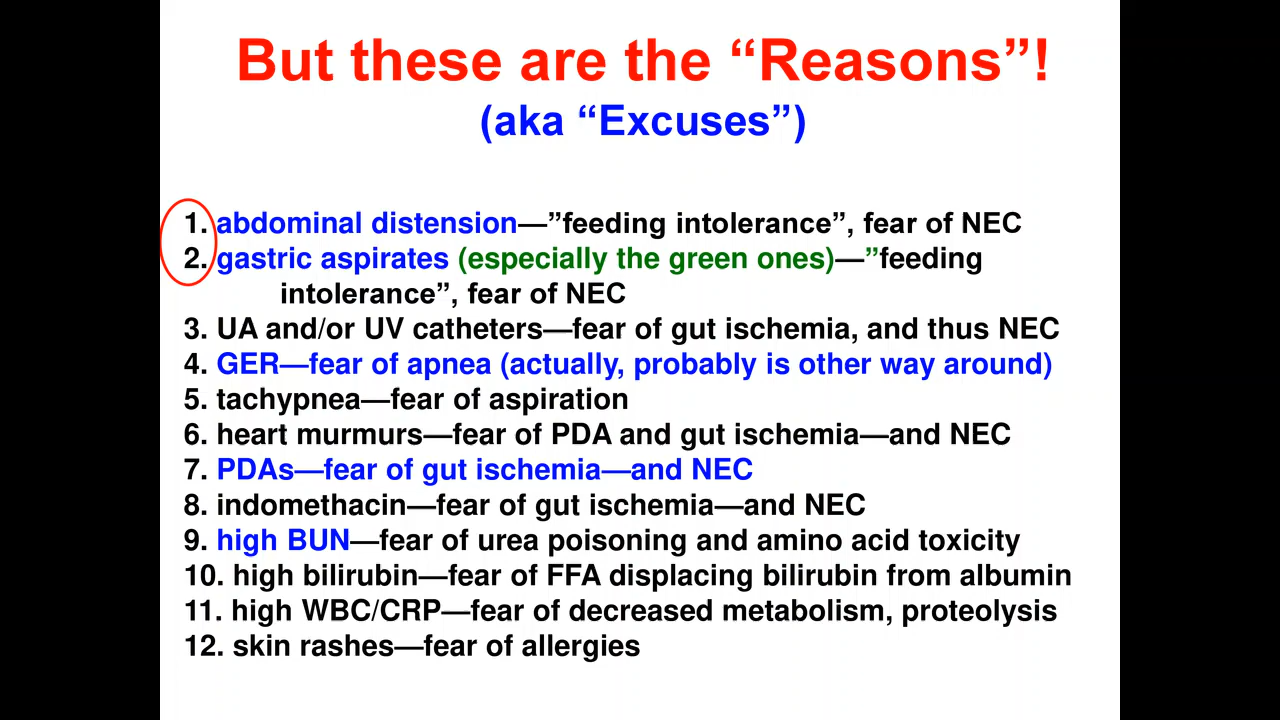 But these are the “Reasons”!
(aka “Excuses”)
1. abdominal distension—”feeding intolerance”, fear of NEC
2. gastric aspirates (especially the green ones)—”feeding
intolerance”, fear of NEC
3. UA and/or UV catheters—fear of gut ischemia, and thus NEC
4. GER—fear of apnea (actually, probably is other way around)
5. tachypnea—fear of aspiration
6. heart murmurs—fear of PDA and gut ischemia—and NEC
7. PDAs—fear of gut ischemia—and NEC
8. indomethacin—fear of gut ischemia—and NEC
9. high BUN—fear of urea poisoning and amino acid toxicity
10. high bilirubin—fear of FFA displacing bilirubin from albumin
11. high WBC/CRP—fear of decreased metabolism, proteolysis
12. skin rashes—fear of allergies